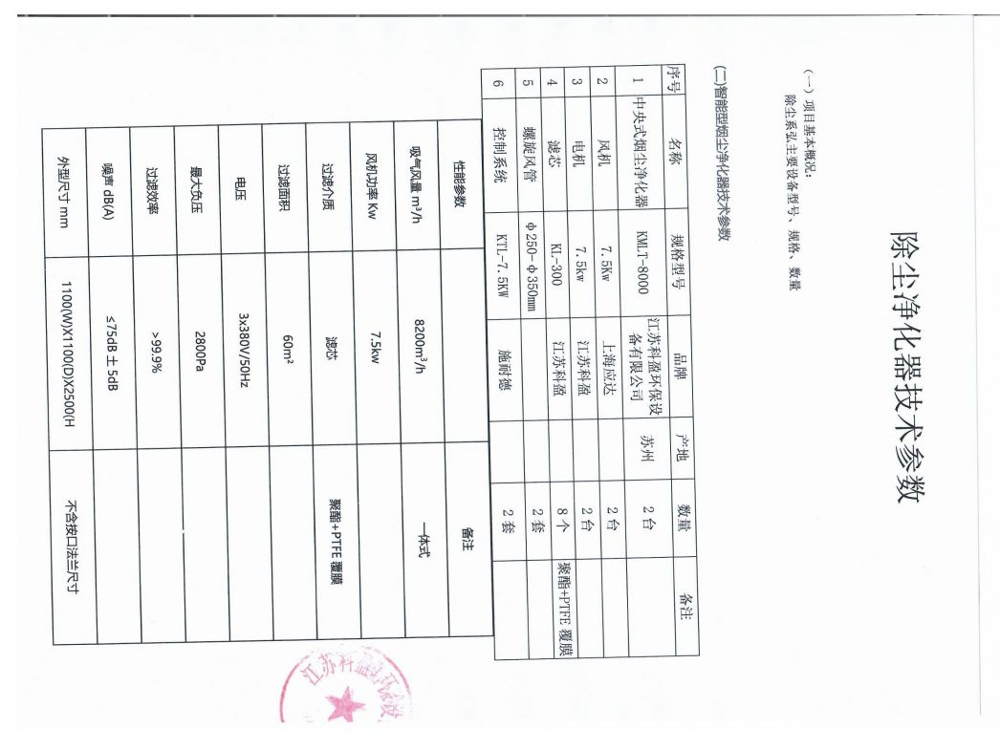 除尘净化器技术参数
（一）项目基本概况：
除尘系弘主要设备型号、规格、数量
(二)智能型烟尘净化器技术参数
序号 名称 规格型号 品牌 产地 数量 备注
1 中央式烟尘净化器 KMLT-8000 江苏科盈环保设备有限公司 苏州 2台
2 风机 7.5Kw 上海应达 2台
3 电机 7.5kw 江苏科盈 2台
4 滤芯 KL-300 江苏科盈 8个 聚酯+PTFE 覆膜
5 螺旋风管 φ250-φ350mm 2套
6 控制系统 KTL-7.5KW 施耐德 2套
性能参数 备注
吸气风量 m³/h 8200m³/h 一体式
风机功率 Kw 7.5kw
过滤介质 滤芯 聚酯+PTFE 覆膜
过滤面积 60m²
电压 3x380V/50Hz
最大负压 2800Pa
过滤效率 >99.9%
噪声 dB(A) ≤75dB 土 5dB
外型尺寸 mm 1100(W)X1100(D)X2500(H 不含按口法兰尺寸
江苏科盈环保设